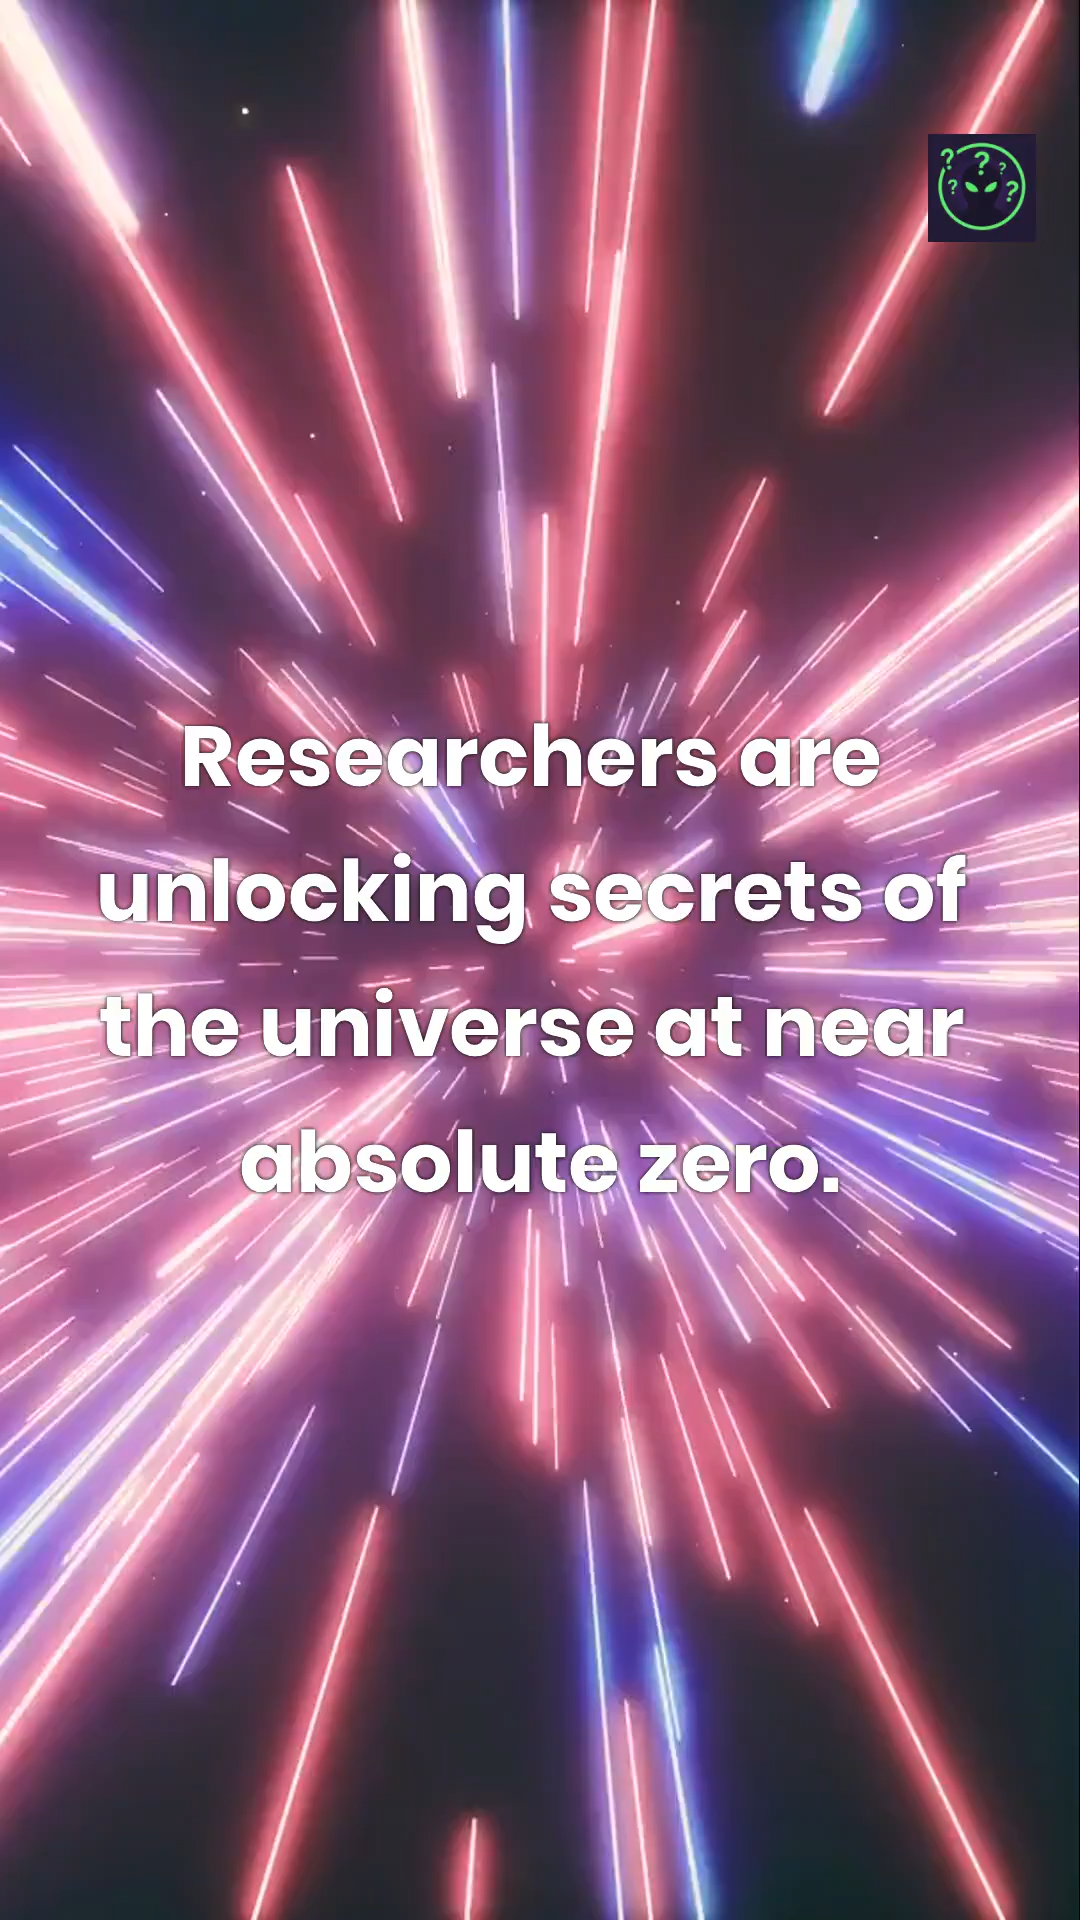 Researchers are
unlocking secrets of
the universe at near
absolute zero.
? ? ? ? ?